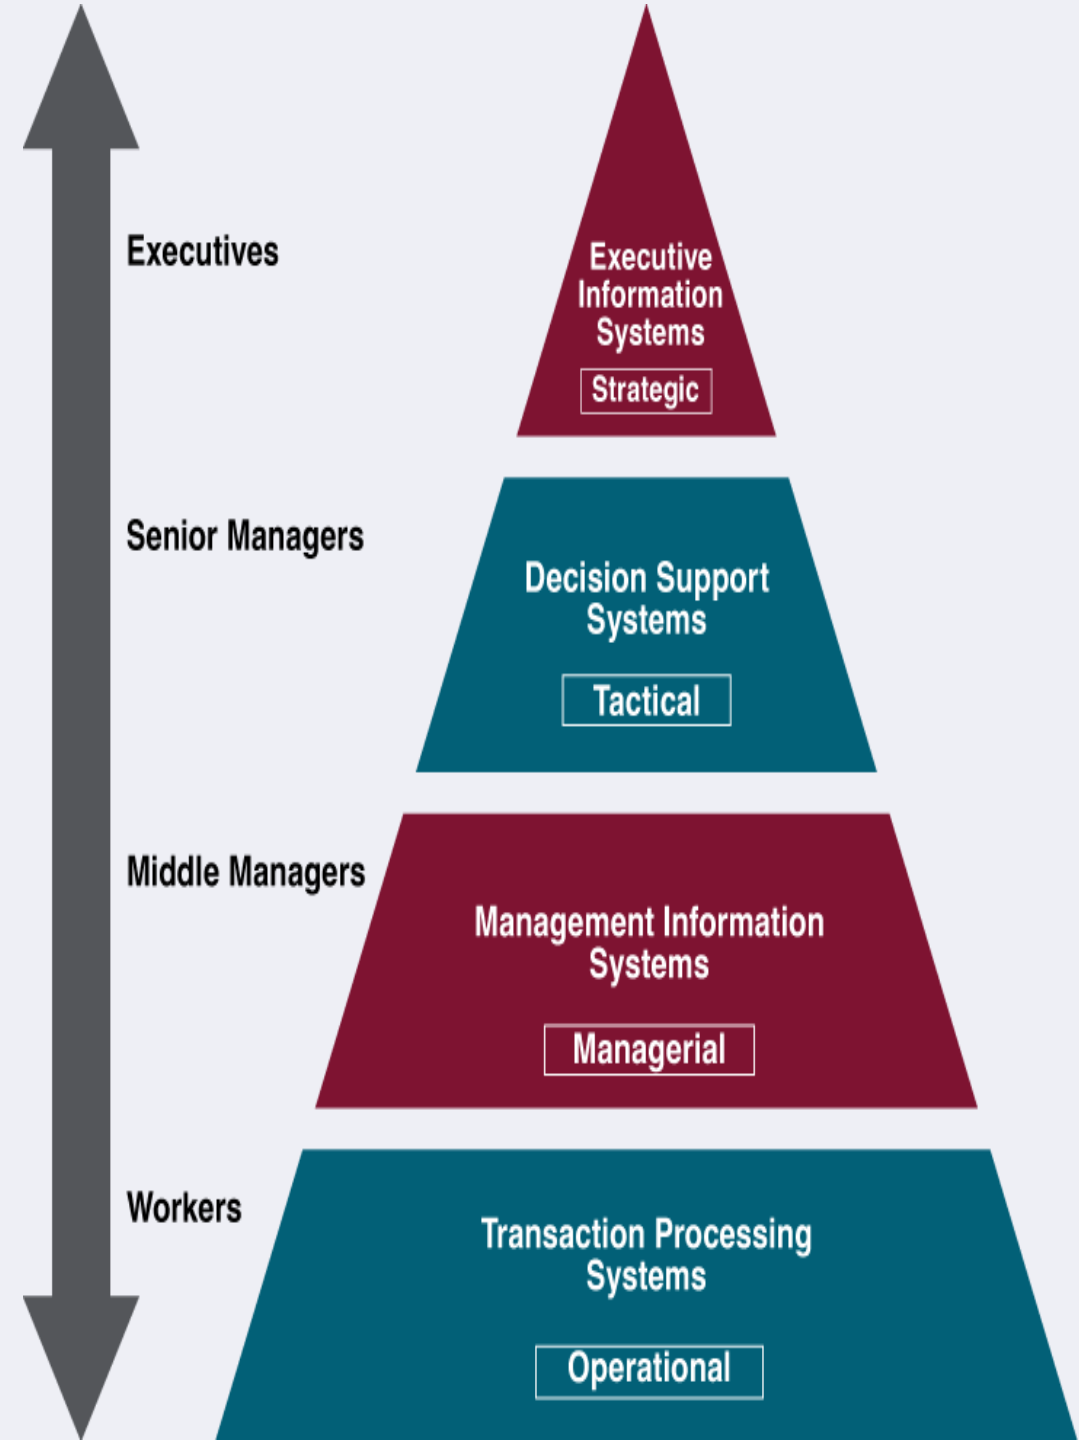 Executives
Executive
Information
Systems
Strategic
Senior Managers
Decision Support
Systems
Tactical
Middle Managers
Management Information
Systems
Managerial
Workers
Transaction Processing
Systems
Operational